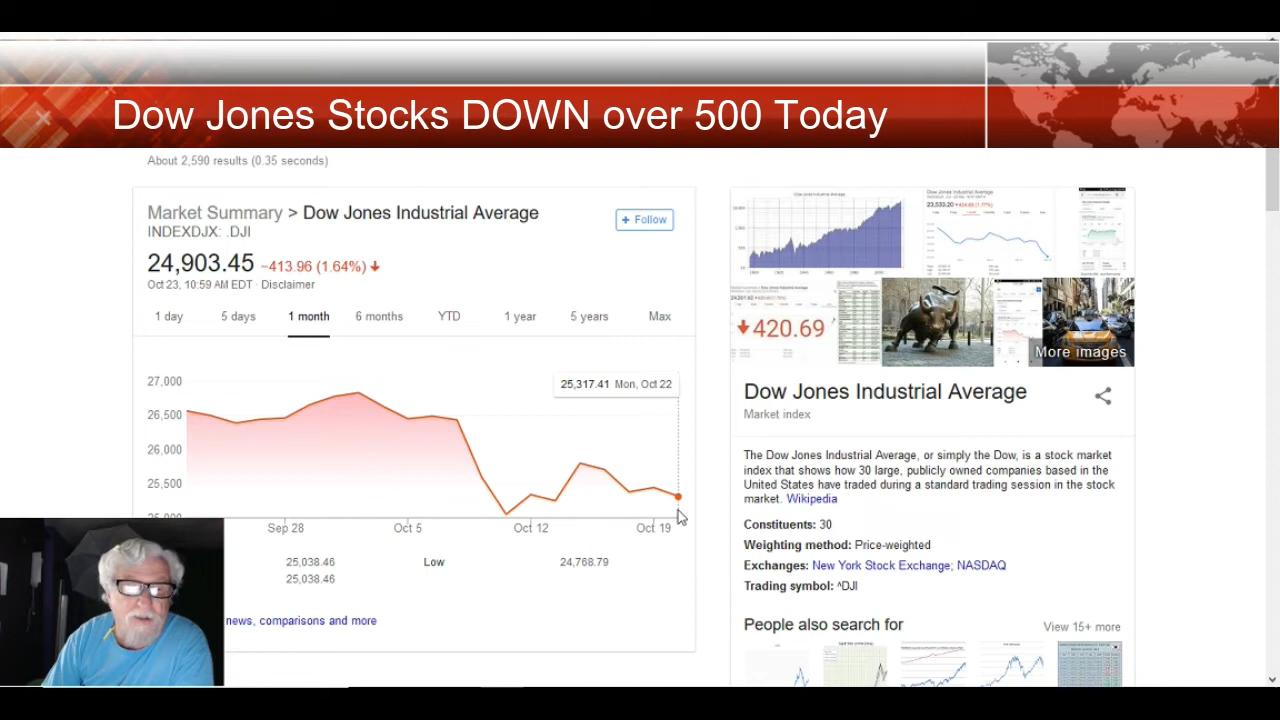 Dow Jones Stocks DOWN over 500 Today
About 2,590 results (0.35 seconds)
Market Summary > Dow Jones Industrial Average
INDEXDJX: .DJI
+ Follow
24,903.45 −413.96 (1.64%)
Oct 23, 10:59 AM EDT · Disclaimer
1 day 5 days 1 month 6 months YTD 1 year 5 years Max
25,317.41 Mon, Oct 22
27,000
26,500
26,000
25,500
25,000
Sep 28 Oct 5 Oct 12 Oct 19
25,038.46 Low 24,768.79
25,038.46
news, comparisons and more
420.69
More images
Dow Jones Industrial Average
Market index
The Dow Jones Industrial Average, or simply the Dow, is a stock market
index that shows how 30 large, publicly owned companies based in the
United States have traded during a standard trading session in the stock
market. Wikipedia
Constituents: 30
Weighting method: Price-weighted
Exchanges: New York Stock Exchange; NASDAQ
Trading symbol: ^DJI
People also search for
View 15+ more